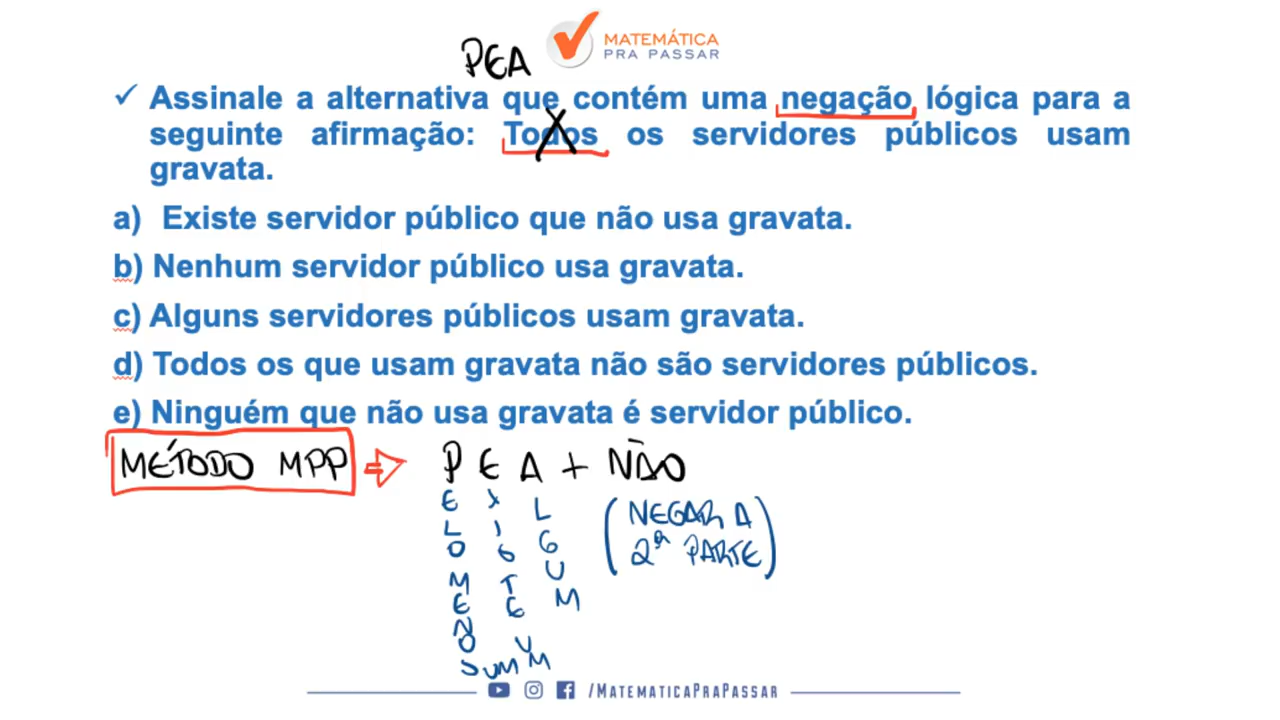 MATEMÁTICA
PRA PASSAR
PEA
✓ Assinale a alternativa que contém uma negação lógica para a
seguinte afirmação: Todos os servidores públicos usam
gravata.
a) Existe servidor público que não usa gravata.
b) Nenhum servidor público usa gravata.
c) Alguns servidores públicos usam gravata.
d) Todos os que usam gravata não são servidores públicos.
e) Ninguém que não usa gravata é servidor público.
MÉTODO MPP ⇒ P E A + NÃO
E X L (NEGAR A
L I G 2ª PARTE)
O S U
M T M
E E
N
O U
S UM M
/MATEMATICAPRAPASSAR